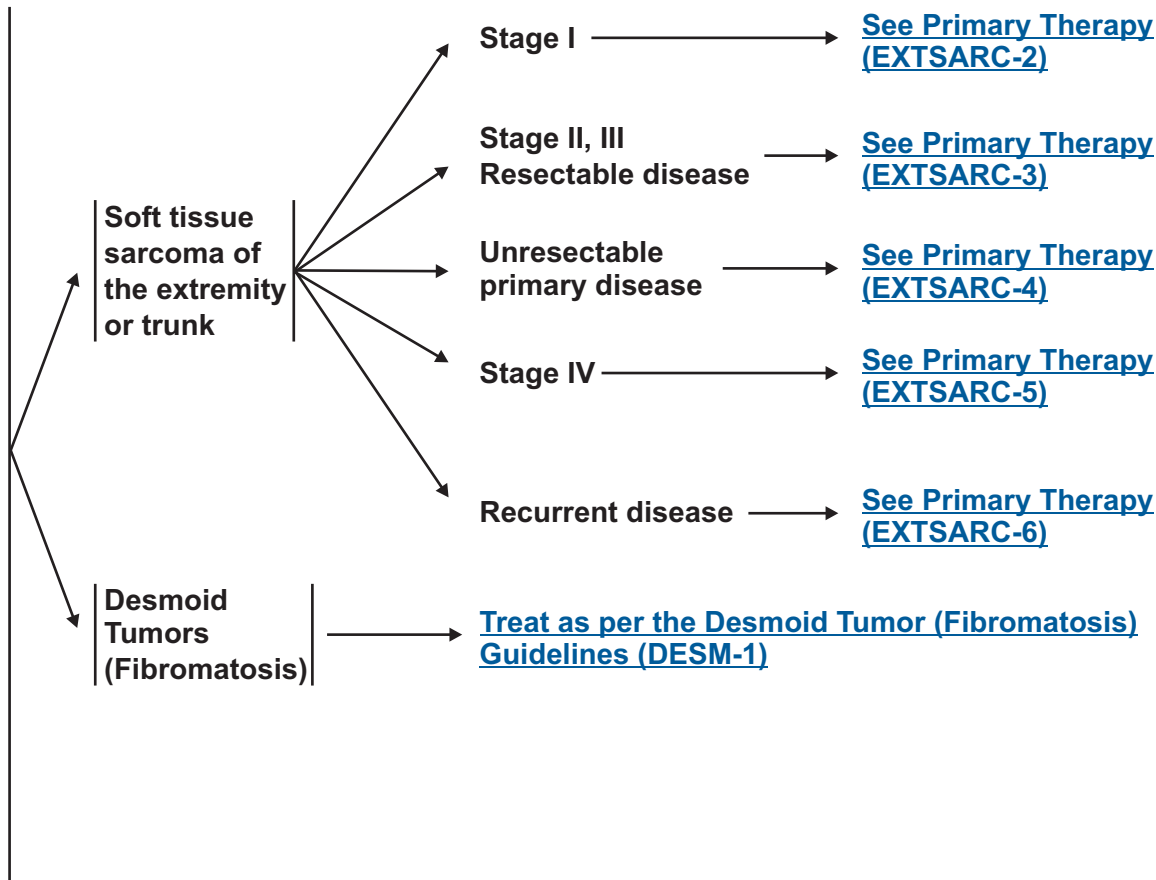 Stage I
See Primary Therapy
(EXTSARC-2)
Stage II, III
Resectable disease
See Primary Therapy
(EXTSARC-3)
Soft tissue
sarcoma of
the extremity
or trunk
Unresectable
primary disease
See Primary Therapy
(EXTSARC-4)
Stage IV
See Primary Therapy
(EXTSARC-5)
Recurrent disease
See Primary Therapy
(EXTSARC-6)
Desmoid
Tumors
(Fibromatosis)
Treat as per the Desmoid Tumor (Fibromatosis)
Guidelines (DESM-1)